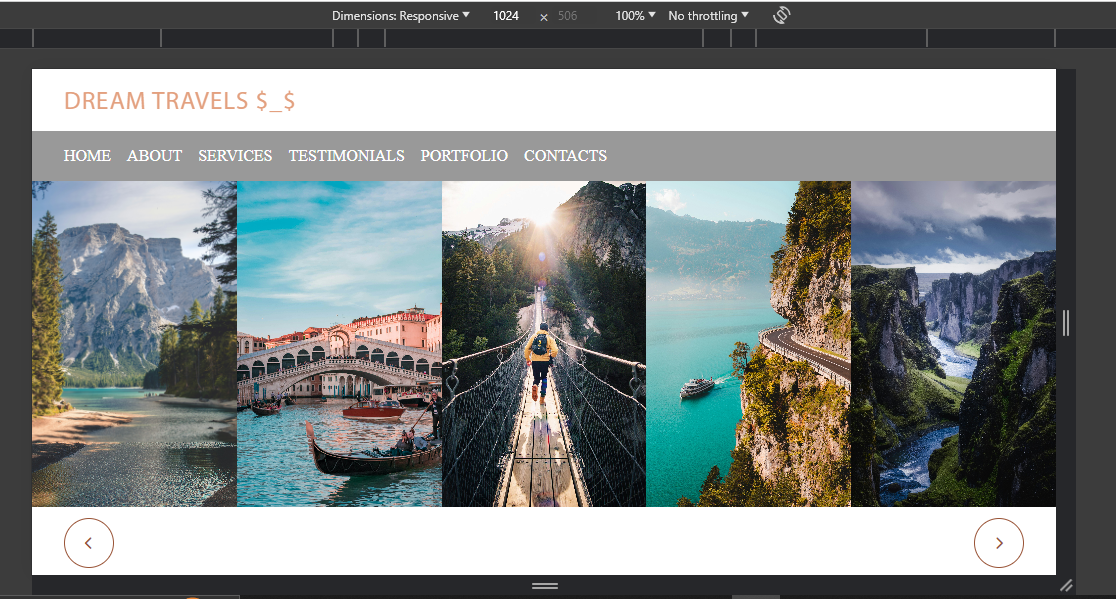 Dimensions: Responsive 1024 × 506 100% No throttling
DREAM TRAVELS $_$
HOME ABOUT SERVICES TESTIMONIALS PORTFOLIO CONTACTS